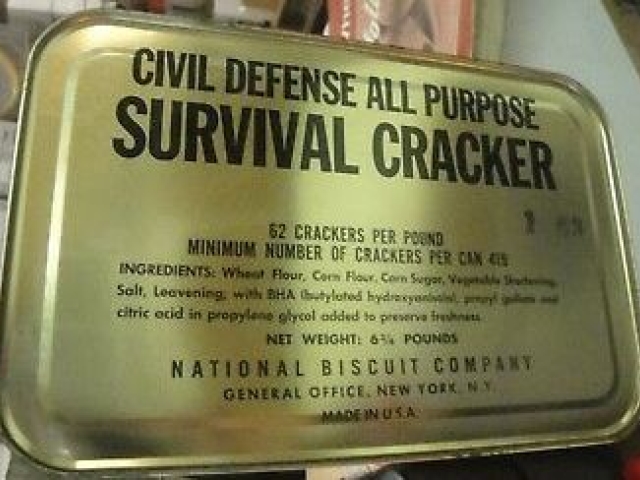 CIVIL DEFENSE ALL PURPOSE
SURVIVAL CRACKER
62 CRACKERS PER POUND
MINIMUM NUMBER OF CRACKERS PER CAN 419
INGREDIENTS: Wheat Flour, Corn Flour, Corn Sugar, Vegetable Shortening,
Salt, Leavening, with BHA (butylated hydroxyanisole), propyl gallate and
citric acid in propylene glycol added to preserve freshness.
NET WEIGHT: 6¾ POUNDS
NATIONAL BISCUIT COMPANY
GENERAL OFFICE, NEW YORK, N.Y.
MADE IN U.S.A.